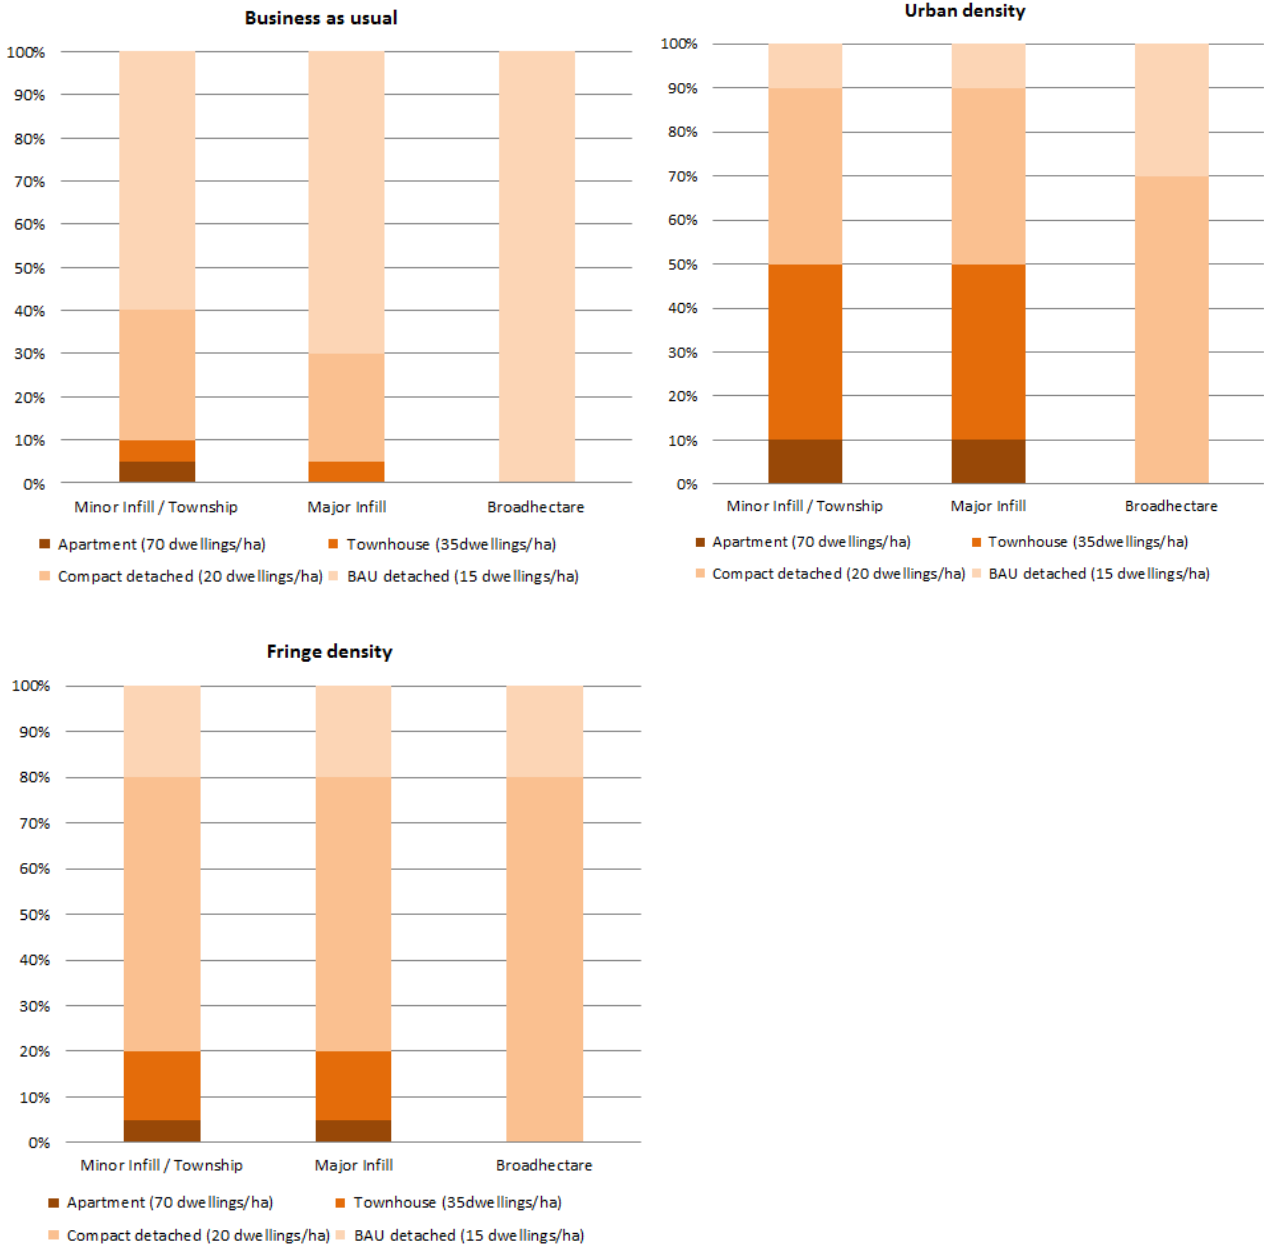 Business as usual
100%
90%
80%
70%
60%
50%
40%
30%
20%
10%
0%
Minor Infill / Township Major Infill Broadhectare
Apartment (70 dwellings/ha) Townhouse (35dwellings/ha)
Compact detached (20 dwellings/ha) BAU detached (15 dwellings/ha)
Urban density
100%
90%
80%
70%
60%
50%
40%
30%
20%
10%
0%
Minor Infill / Township Major Infill Broadhectare
Apartment (70 dwellings/ha) Townhouse (35dwellings/ha)
Compact detached (20 dwellings/ha) BAU detached (15 dwellings/ha)
Fringe density
100%
90%
80%
70%
60%
50%
40%
30%
20%
10%
0%
Minor Infill / Township Major Infill Broadhectare
Apartment (70 dwellings/ha) Townhouse (35dwellings/ha)
Compact detached (20 dwellings/ha) BAU detached (15 dwellings/ha)